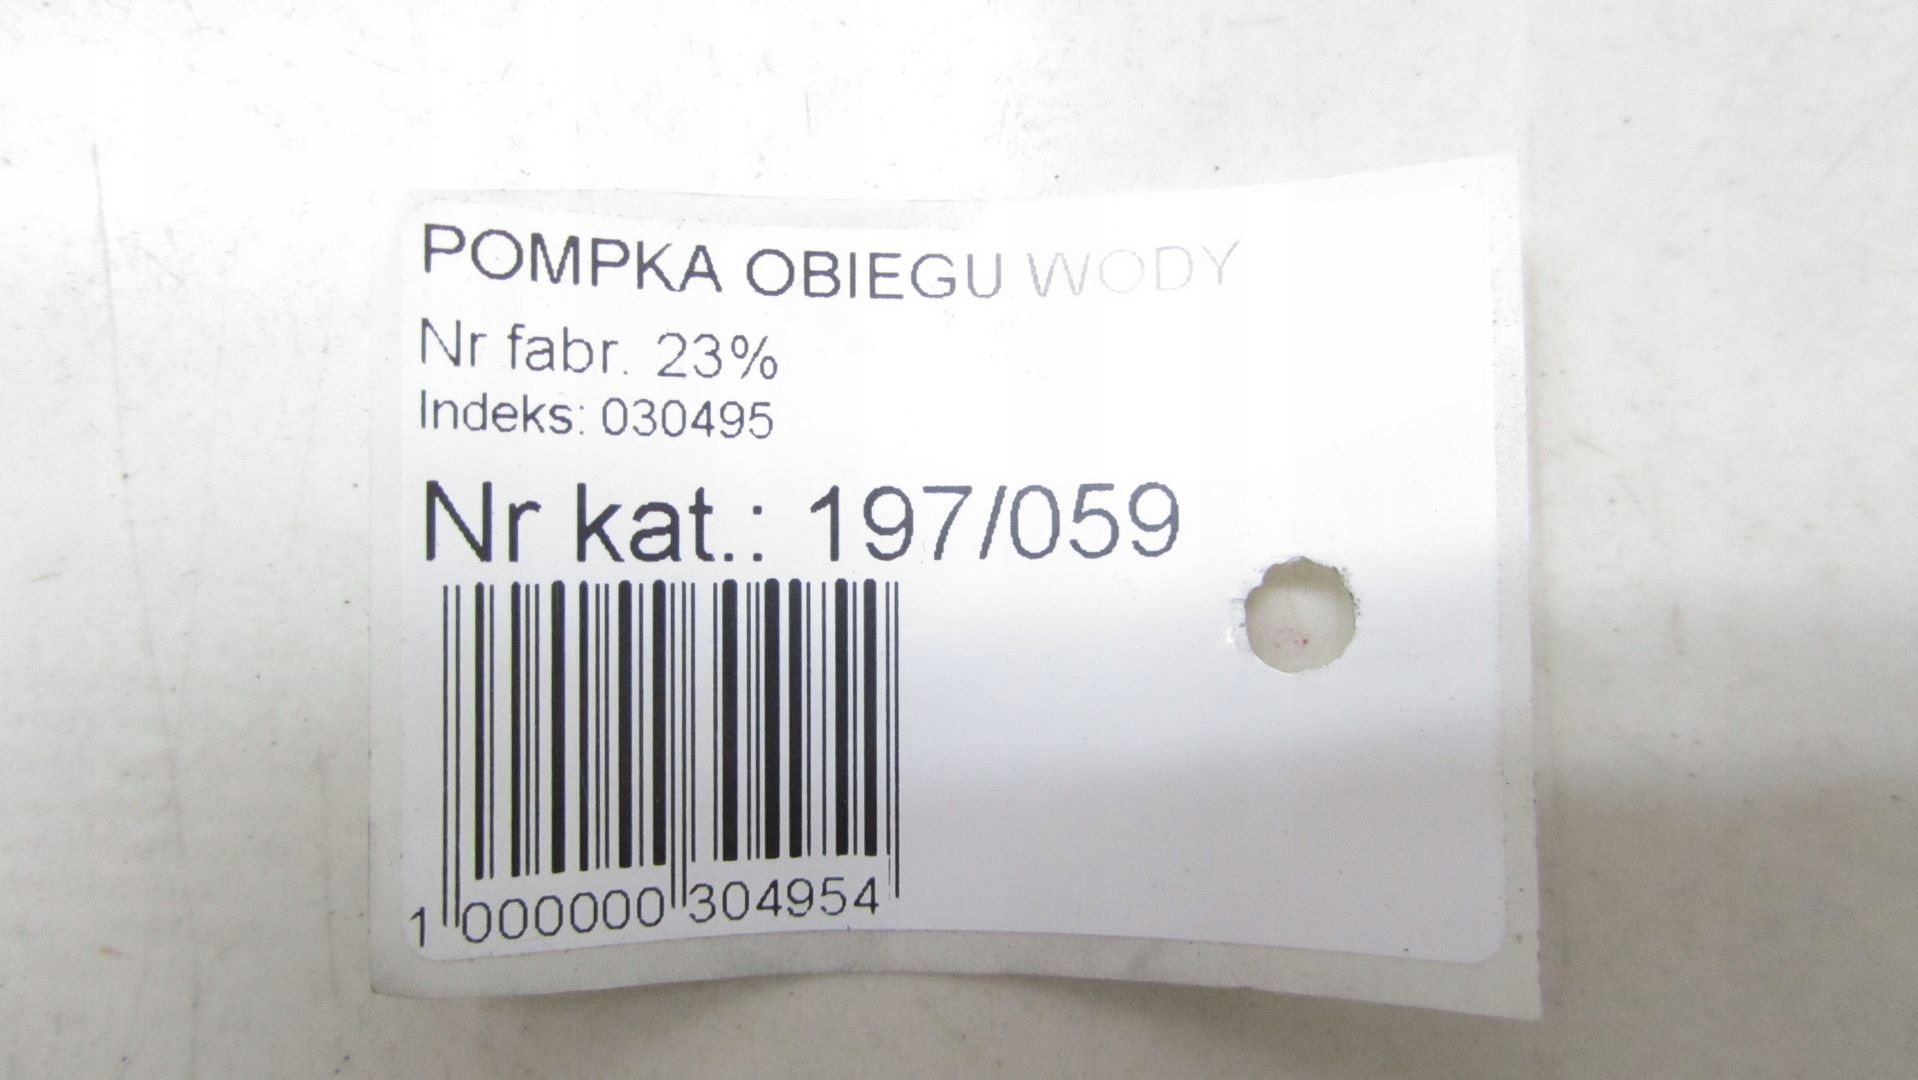 POMPKA OBIEGU WODY
Nr fabr. 23%
Indeks: 030495
Nr kat.: 197/059
1 000000 304954